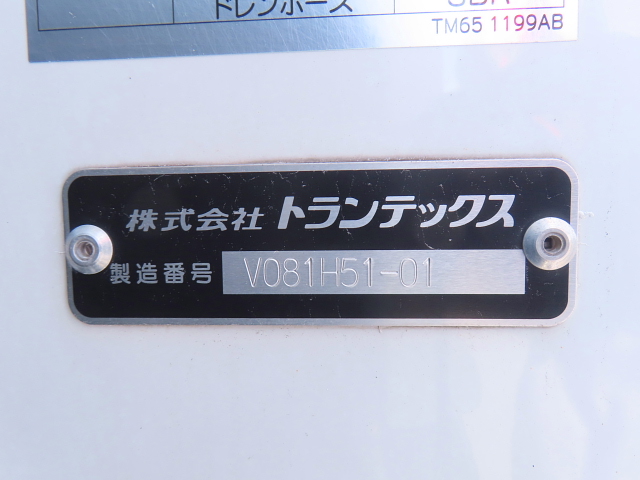 ドレンホース
TM65 1199AB
株式会社 トランテックス
製造番号 V081H51-01